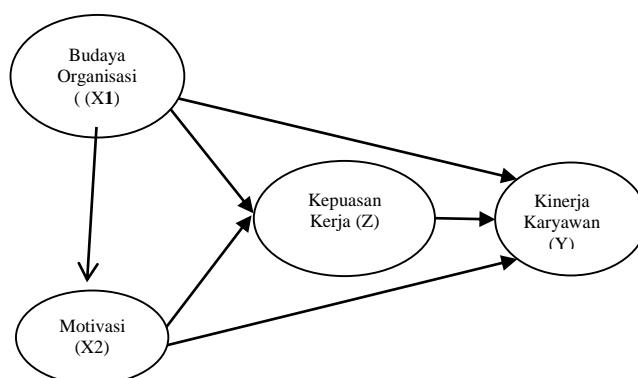 Budaya
Organisasi
( (X1)
Kepuasan
Kerja (Z)
Kinerja
Karyawan
(Y)
Motivasi
(X2)